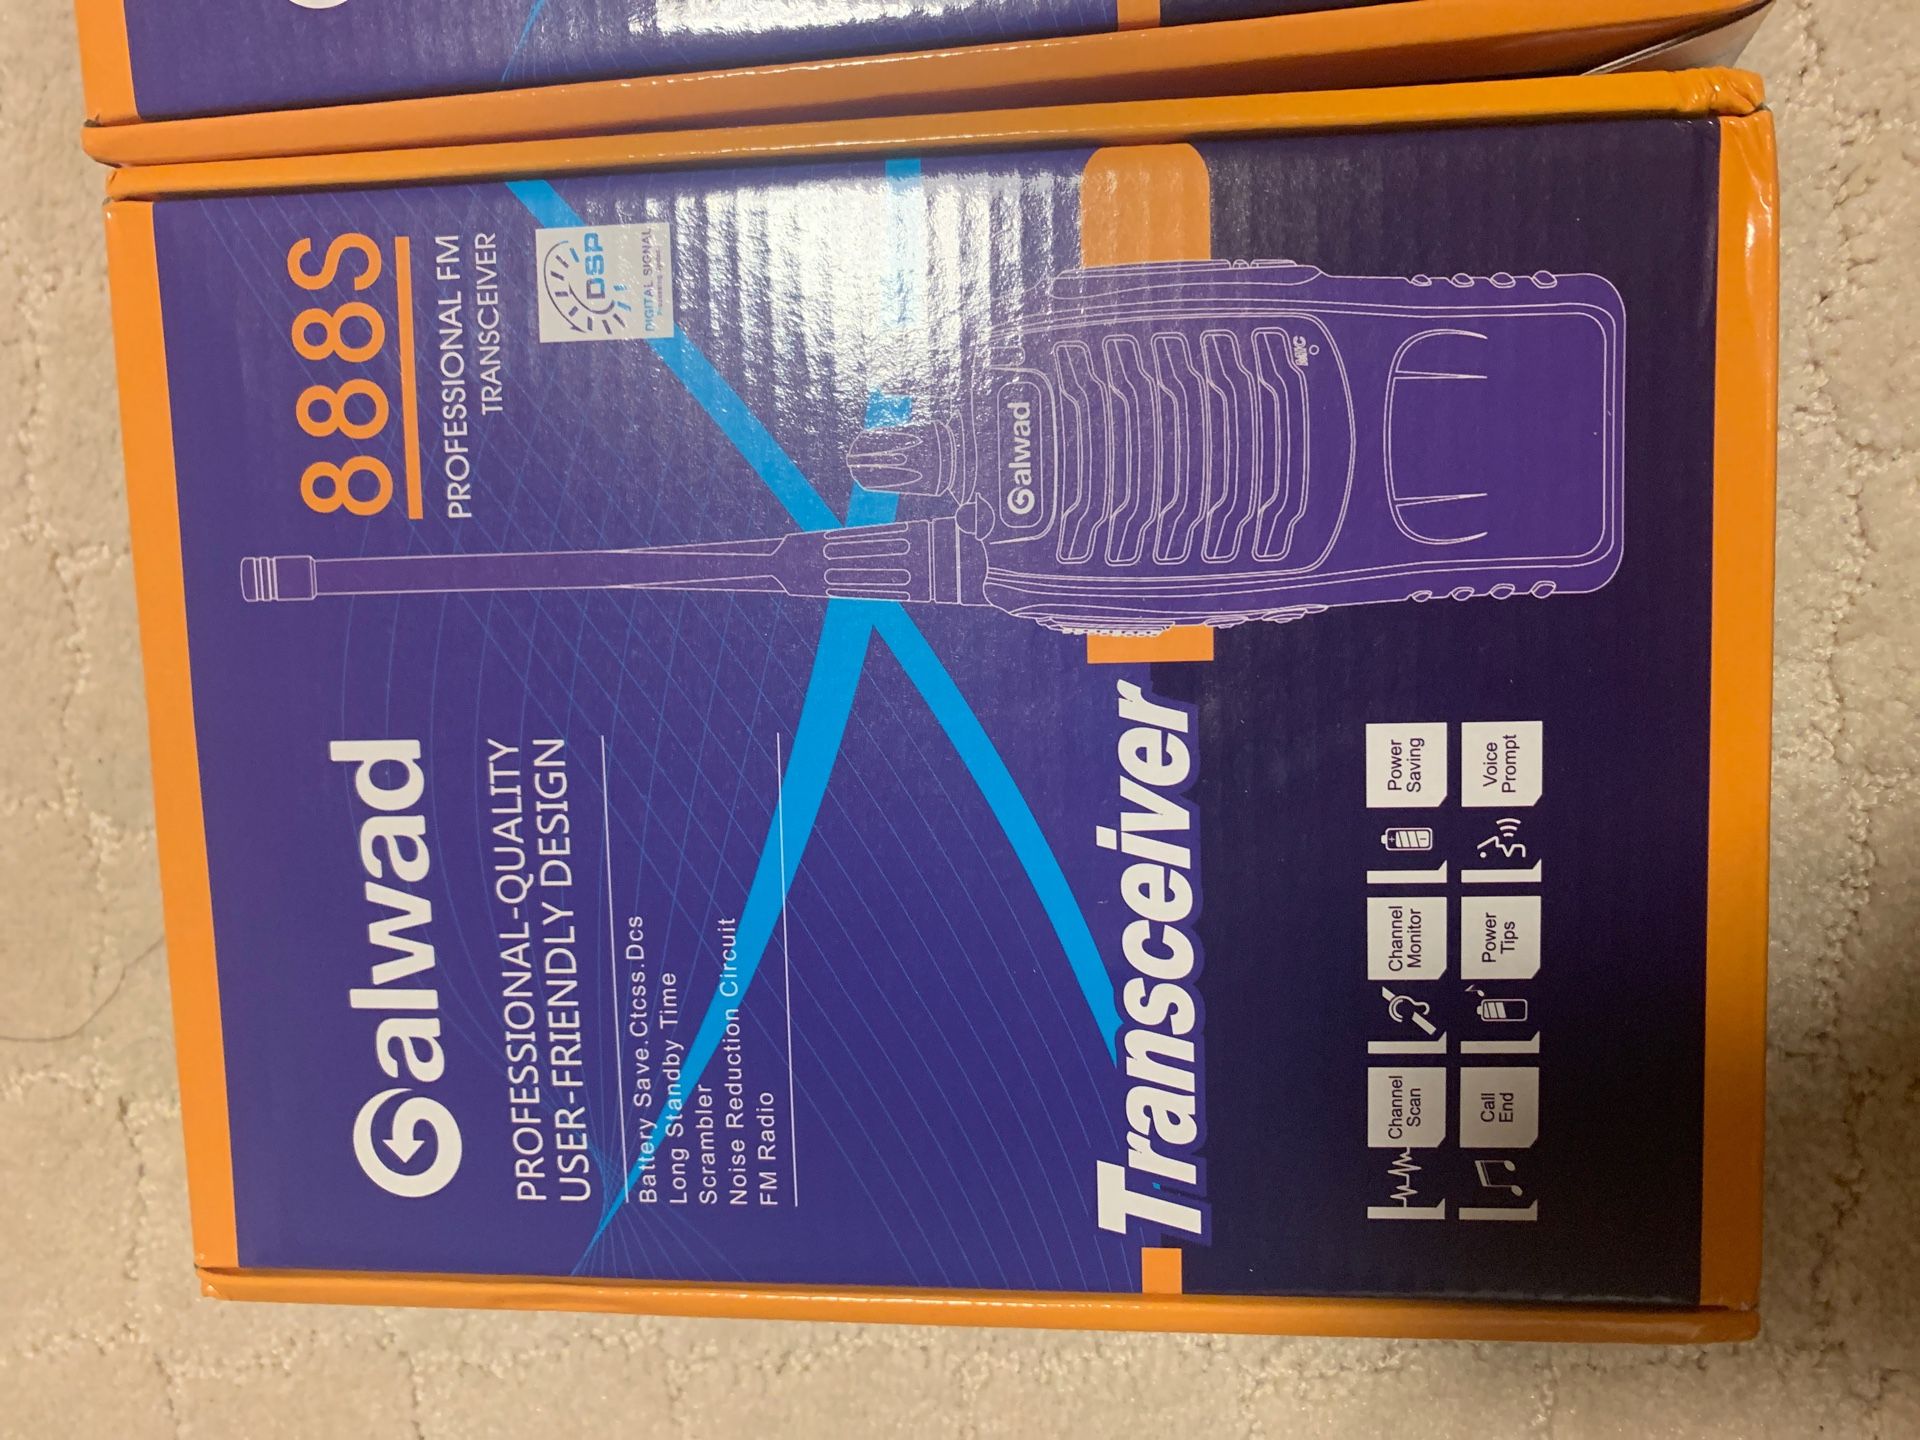 Galwad
PROFESSIONAL-QUALITY
USER-FRIENDLY DESIGN
Battery Save.Ctcss.Dcs
Long Standby Time
Scrambler
Noise Reduction Circuit
FM Radio
888S
PROFESSIONAL FM
TRANSCEIVER
DSP
DIGITAL SIGNAL
Galwad
MIC
Transceiver
Channel
Scan
Channel
Monitor
Power
Saving
Call
End
Power
Tips
Voice
Prompt